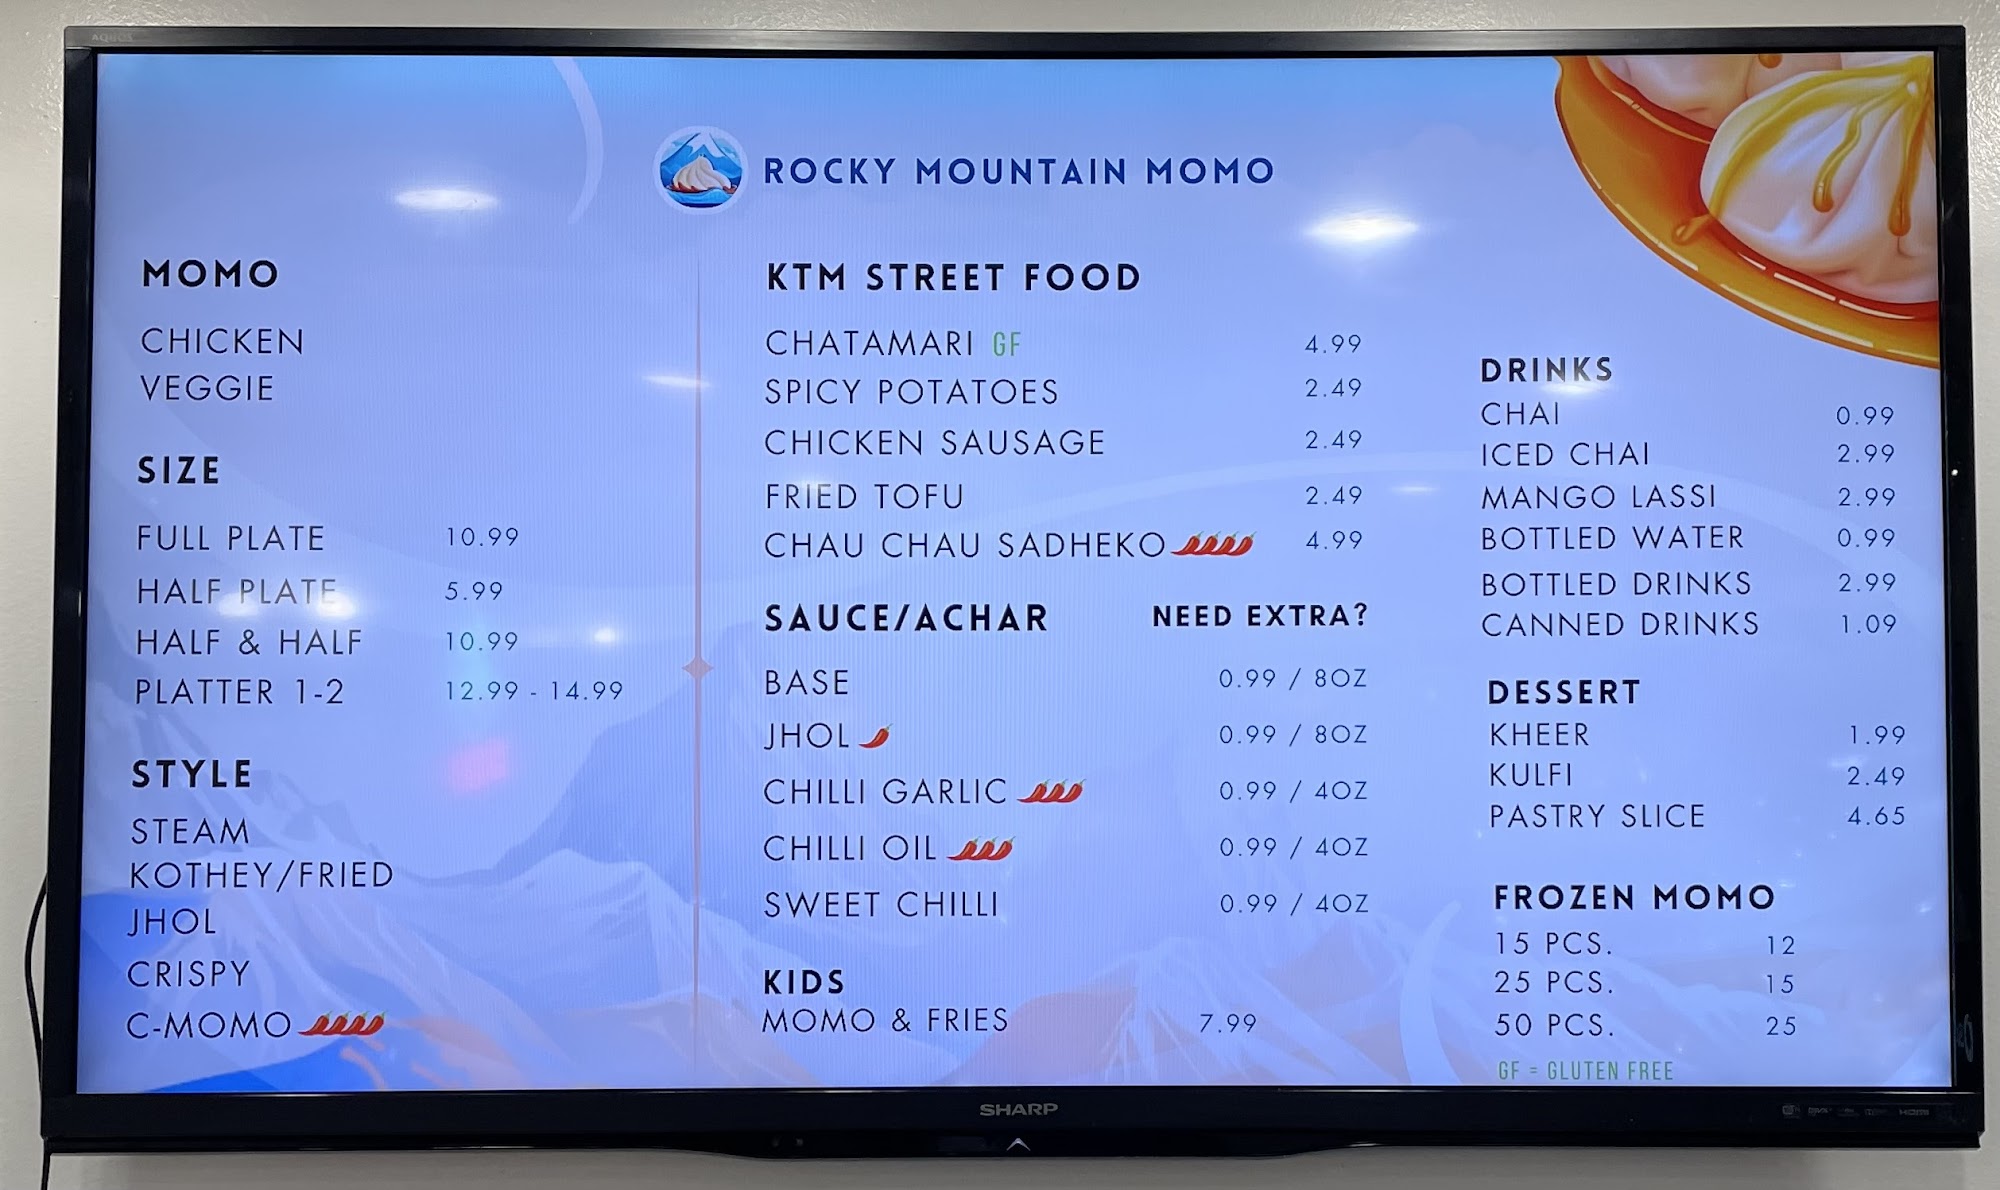 AQUOS
ROCKY MOUNTAIN MOMO
MOMO
CHICKEN
VEGGIE
SIZE
FULL PLATE 10.99
HALF PLATE 5.99
HALF & HALF 10.99
PLATTER 1-2 12.99 - 14.99
STYLE
STEAM
KOTHEY/FRIED
JHOL
CRISPY
C-MOMO
KTM STREET FOOD
CHATAMARI GF 4.99
SPICY POTATOES 2.49
CHICKEN SAUSAGE 2.49
FRIED TOFU 2.49
CHAU CHAU SADHEKO 4.99
SAUCE/ACHAR NEED EXTRA?
BASE 0.99 / 8OZ
JHOL 0.99 / 8OZ
CHILLI GARLIC 0.99 / 4OZ
CHILLI OIL 0.99 / 4OZ
SWEET CHILLI 0.99 / 4OZ
KIDS
MOMO & FRIES 7.99
DRINKS
CHAI 0.99
ICED CHAI 2.99
MANGO LASSI 2.99
BOTTLED WATER 0.99
BOTTLED DRINKS 2.99
CANNED DRINKS 1.09
DESSERT
KHEER 1.99
KULFI 2.49
PASTRY SLICE 4.65
FROZEN MOMO
15 PCS. 12
25 PCS. 15
50 PCS. 25
GF = GLUTEN FREE
SHARP
HDMI